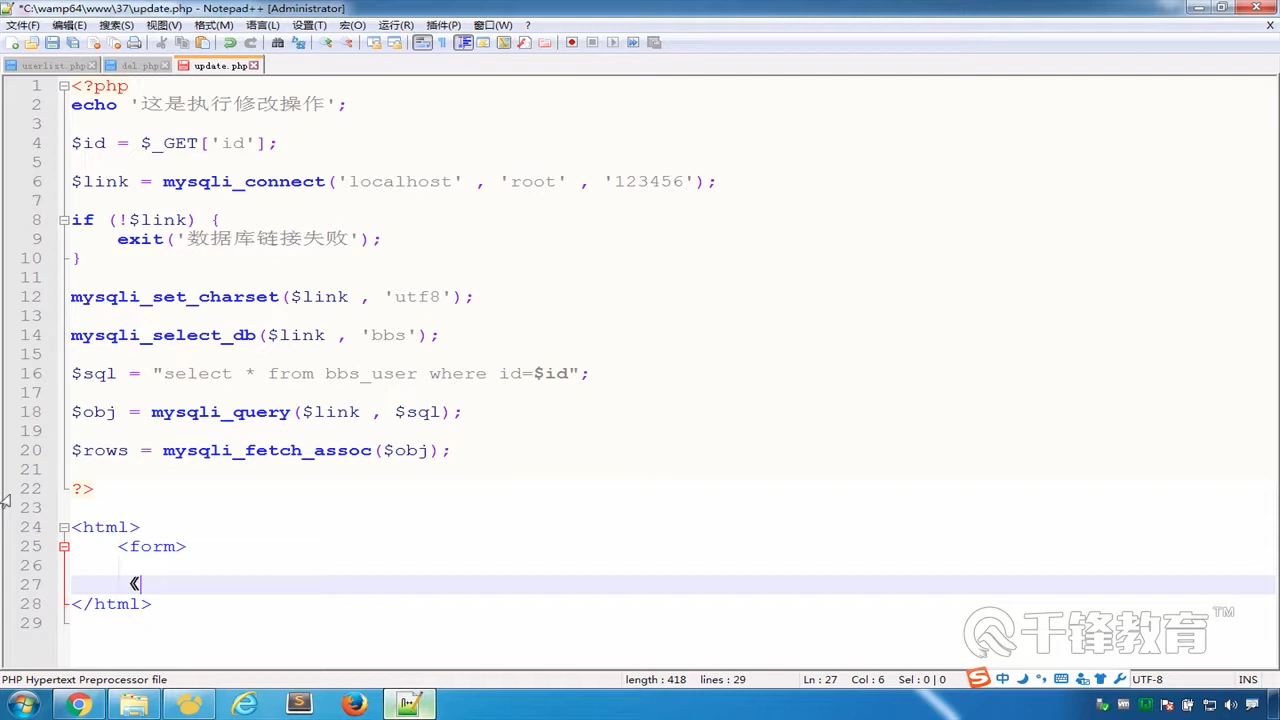 *C:\wamp64\www\37\update.php - Notepad++ [Administrator]
文件(F) 编辑(E) 搜索(S) 视图(V) 格式(M) 语言(L) 设置(T) 宏(O) 运行(R) 插件(P) 窗口(W) ? X
userlist.php del.php update.php
1 <?php
2 echo '这是执行修改操作';
3
4 $id = $_GET['id'];
5
6 $link = mysqli_connect('localhost' , 'root' , '123456');
7
8 if (!$link) {
9 exit('数据库链接失败');
10 }
11
12 mysqli_set_charset($link , 'utf8');
13
14 mysqli_select_db($link , 'bbs');
15
16 $sql = "select * from bbs_user where id=$id";
17
18 $obj = mysqli_query($link , $sql);
19
20 $rows = mysqli_fetch_assoc($obj);
21
22 ?>
23
24 <html>
25 <form>
26
27 《
28 </html>
29
千锋教育™
PHP Hypertext Preprocessor file length : 418 lines : 29 Ln : 27 Col : 6 Sel : 0 | 0 中 UTF-8 INS